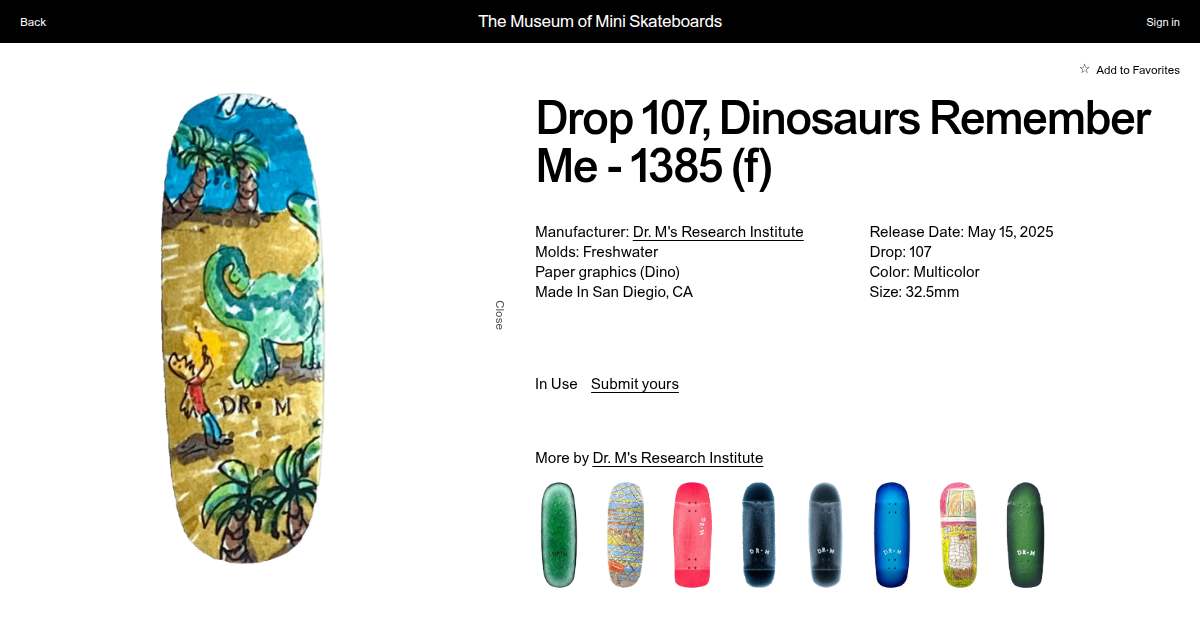 Back
The Museum of Mini Skateboards
Sign in
☆ Add to Favorites
Drop 107, Dinosaurs Remember
Me - 1385 (f)
Manufacturer: Dr. M's Research Institute
Molds: Freshwater
Paper graphics (Dino)
Made In San Diegio, CA
Release Date: May 15, 2025
Drop: 107
Color: Multicolor
Size: 32.5mm
Close
DR • M
In Use
Submit yours
More by Dr. M's Research Institute
DR•M
DR•M
DR•M
DR•M
DR•M